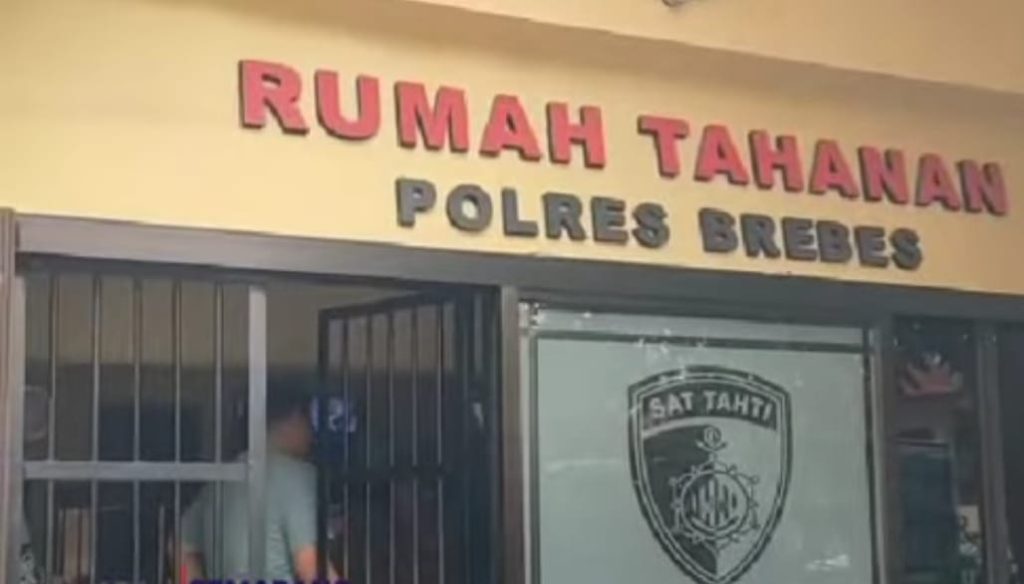 RUMAH TAHANAN
POLRES BREBES
SAT TAHTI